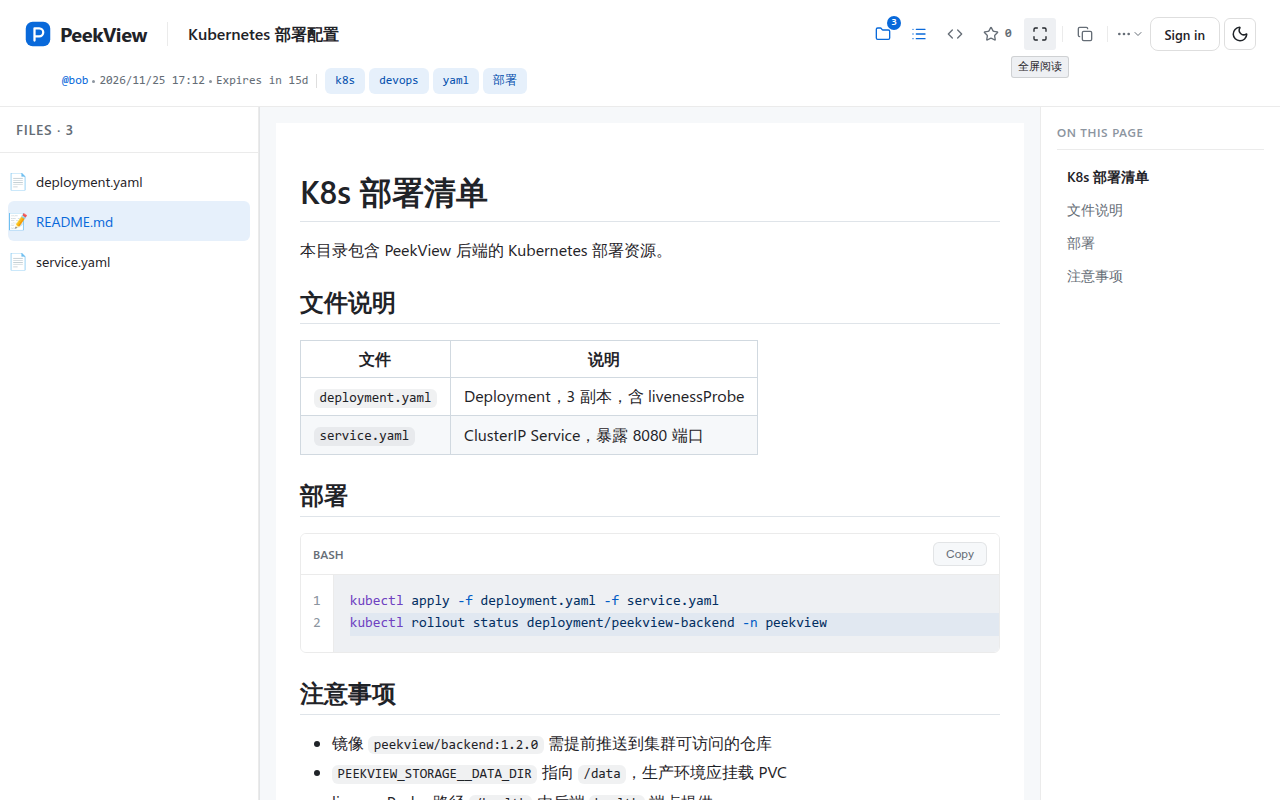 PeekView
Kubernetes 部署配置
3
0
Sign in
全屏阅读
@bob • 2026/11/25 17:12 • Expires in 15d
k8s
devops
yaml
部署
FILES · 3
deployment.yaml
README.md
service.yaml
K8s 部署清单
本目录包含 PeekView 后端的 Kubernetes 部署资源。
文件说明
文件 说明
deployment.yaml Deployment，3 副本，含 livenessProbe
service.yaml ClusterIP Service，暴露 8080 端口
部署
BASH
Copy
1 kubectl apply -f deployment.yaml -f service.yaml
2 kubectl rollout status deployment/peekview-backend -n peekview
注意事项
镜像 peekview/backend:1.2.0 需提前推送到集群可访问的仓库
PEEKVIEW_STORAGE__DATA_DIR 指向 /data，生产环境应挂载 PVC
ON THIS PAGE
K8s 部署清单
文件说明
部署
注意事项